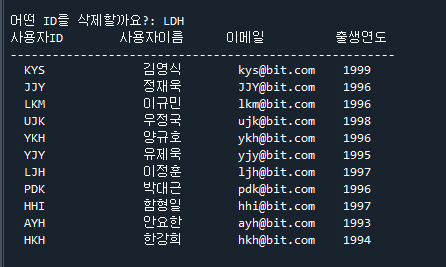 어떤 ID를 삭제할까요?: LDH
사용자ID 사용자이름 이메일 출생연도
-------------------------------------------------------
KYS 김영식 kys@bit.com 1999
JJY 정재욱 JJY@bit.com 1996
LKM 이규민 lkm@bit.com 1996
UJK 우정국 ujk@bit.com 1998
YKH 양규호 ykh@bit.com 1996
YJY 유제욱 yjy@bit.com 1995
LJH 이정훈 ljh@bit.com 1997
PDK 박대근 pdk@bit.com 1996
HHI 함형일 hhi@bit.com 1997
AYH 안요한 ayh@bit.com 1993
HKH 한강희 hkh@bit.com 1994